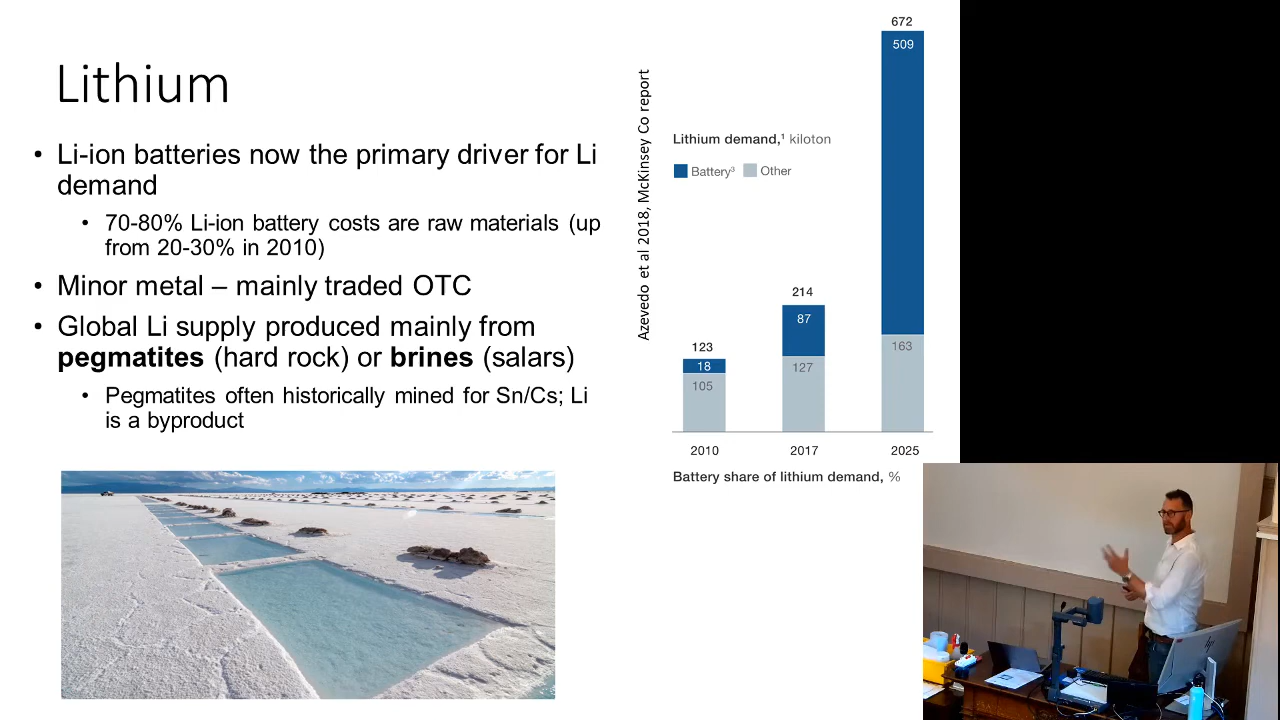 Lithium
• Li-ion batteries now the primary driver for Li
demand
• 70-80% Li-ion battery costs are raw materials (up
from 20-30% in 2010)
• Minor metal – mainly traded OTC
• Global Li supply produced mainly from
pegmatites (hard rock) or brines (salars)
• Pegmatites often historically mined for Sn/Cs; Li
is a byproduct
Azevedo et al 2018, McKinsey Co report
Lithium demand,¹ kiloton
Battery³ Other
123
18
105
2010
214
87
127
2017
672
509
163
2025
Battery share of lithium demand, %
hp